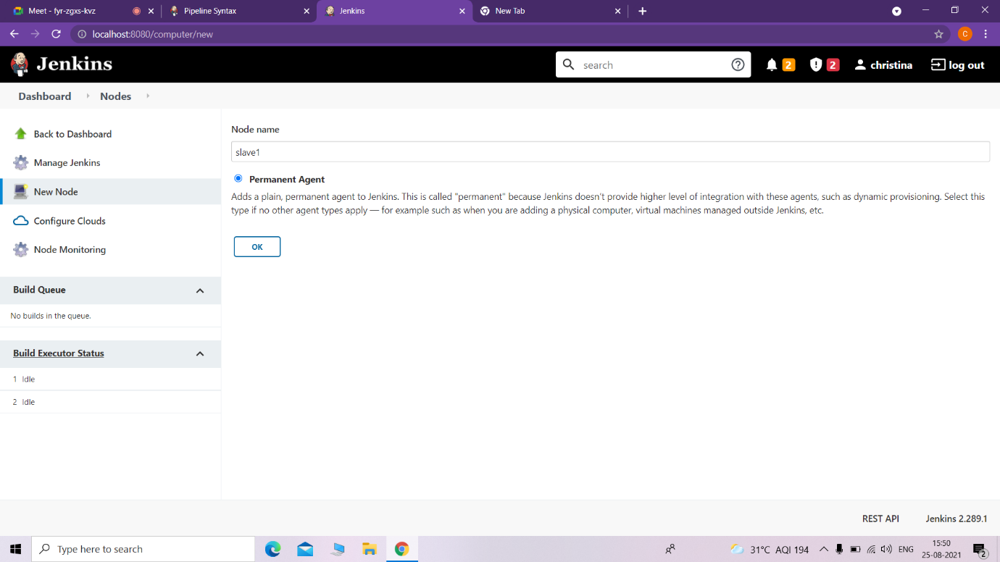 Meet - fyr-zgxs-kvz
Pipeline Syntax
Jenkins
New Tab
localhost:8080/computer/new
C
Jenkins
search
2
2
christina
log out
Dashboard
Nodes
Back to Dashboard
Manage Jenkins
New Node
Configure Clouds
Node Monitoring
Build Queue
No builds in the queue.
Build Executor Status
1 Idle
2 Idle
Node name
slave1
Permanent Agent
Adds a plain, permanent agent to Jenkins. This is called "permanent" because Jenkins doesn't provide higher level of integration with these agents, such as dynamic provisioning. Select this
type if no other agent types apply — for example such as when you are adding a physical computer, virtual machines managed outside Jenkins, etc.
OK
REST API
Jenkins 2.289.1
Type here to search
31°C AQI 194
ENG
15:50
25-08-2021
2